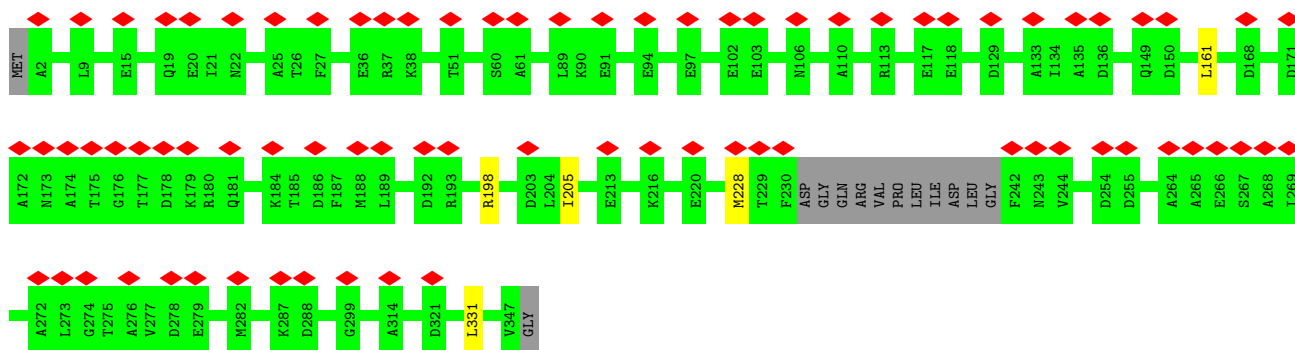 MET A2 L9 E15 Q19 E20 I21 N22 A25 T26 F27 E36 R37 K38 T51 S60 A61 L89 K90 E91 E94 E97 E102 E103 N106 A110 R113 E117 E118 D129 A133 I134 A135 D136 Q149 D150 L161 D168 D171
A172 N173 A174 T175 G176 T177 D178 K179 R180 Q181 K184 T185 D186 F187 M188 L189 D192 R193 R198 D203 L204 I205 E213 K216 E220 M228 T229 F230 ASP GLY GLN ARG VAL PRO LEU ILE ASP LEU GLY F242 N243 V244 D254 D255 A264 A265 E266 S267 A268 I269
A272 L273 G274 T275 A276 V277 D278 E279 M282 K287 D288 G299 A314 D321 L331 V347 GLY